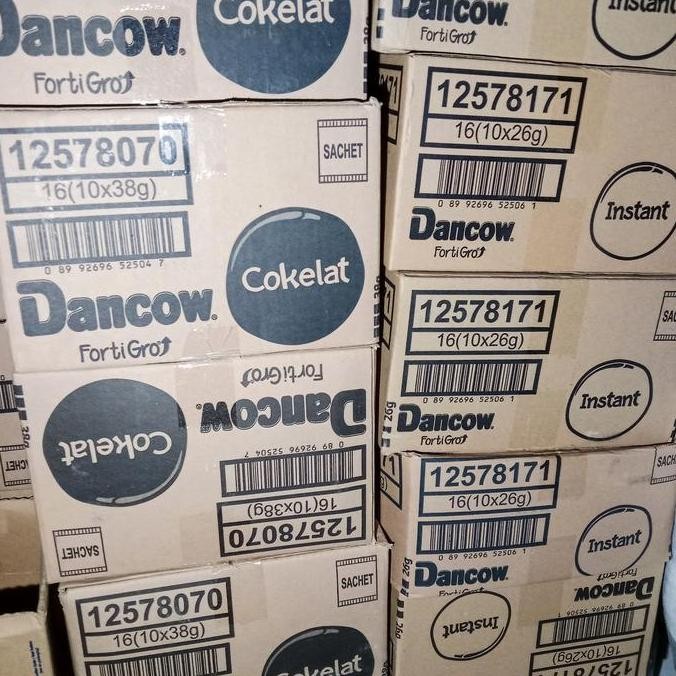 Dancow.
FortiGro
Cokelat
12578070
16(10x38g)
SACHET
0 89 92696 52504 7
Dancow.
FortiGro
Cokelat
FortiGro
Dancow.
Cokelat
0 89 92696 52504 7
16(10x38g)
12578070
SACHET
12578070
16(10x38g)
SACHET
Cokelat
Dancow.
FortiGro
Instant
12578171
16(10x26g)
0 89 92696 52506 1
Dancow.
FortiGro
Instant
12578171
16(10x26g)
0 89 92696 52506 1
Dancow.
FortiGro
Instant
26g
12578171
16(10x26g)
0 89 92696 52506 1
Dancow.
Instant
26g
Dancow.
Instant
16(10x26g)